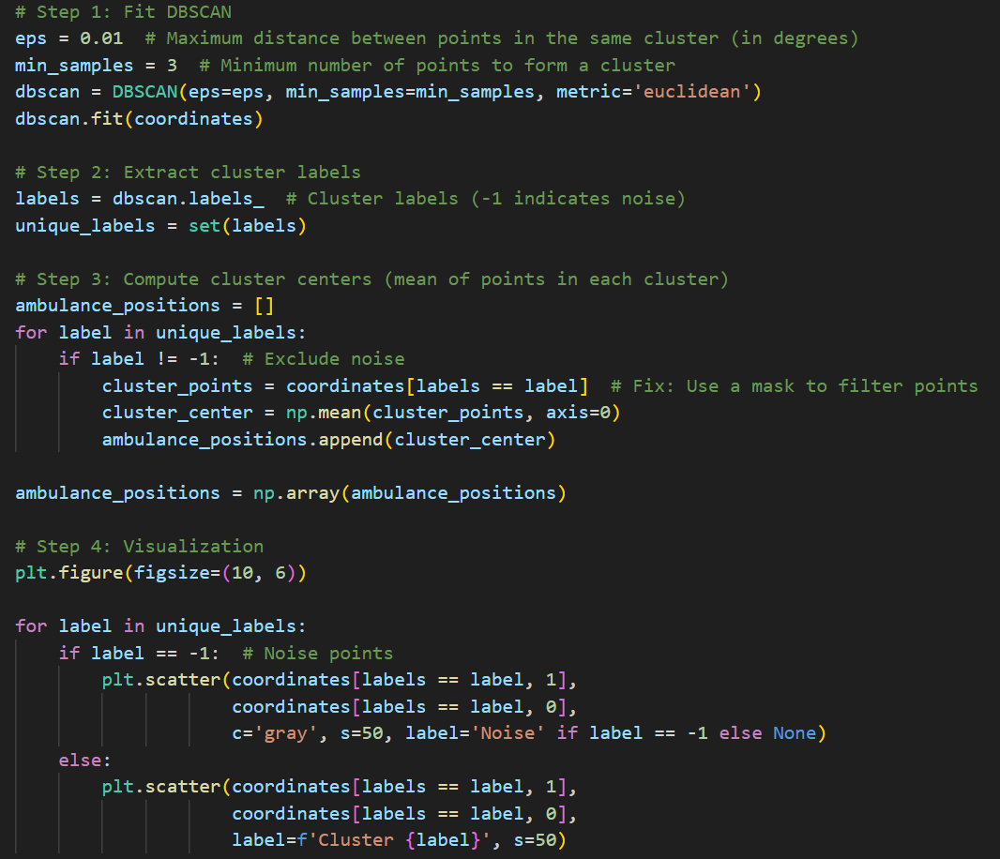 # Step 1: Fit DBSCAN
eps = 0.01  # Maximum distance between points in the same cluster (in degrees)
min_samples = 3  # Minimum number of points to form a cluster
dbscan = DBSCAN(eps=eps, min_samples=min_samples, metric='euclidean')
dbscan.fit(coordinates)

# Step 2: Extract cluster labels
labels = dbscan.labels_  # Cluster labels (-1 indicates noise)
unique_labels = set(labels)

# Step 3: Compute cluster centers (mean of points in each cluster)
ambulance_positions = []
for label in unique_labels:
    if label != -1:  # Exclude noise
        cluster_points = coordinates[labels == label]  # Fix: Use a mask to filter points
        cluster_center = np.mean(cluster_points, axis=0)
        ambulance_positions.append(cluster_center)

ambulance_positions = np.array(ambulance_positions)

# Step 4: Visualization
plt.figure(figsize=(10, 6))

for label in unique_labels:
    if label == -1:  # Noise points
        plt.scatter(coordinates[labels == label, 1],
                    coordinates[labels == label, 0],
                    c='gray', s=50, label='Noise' if label == -1 else None)
    else:
        plt.scatter(coordinates[labels == label, 1],
                    coordinates[labels == label, 0],
                    label=f'Cluster {label}', s=50)